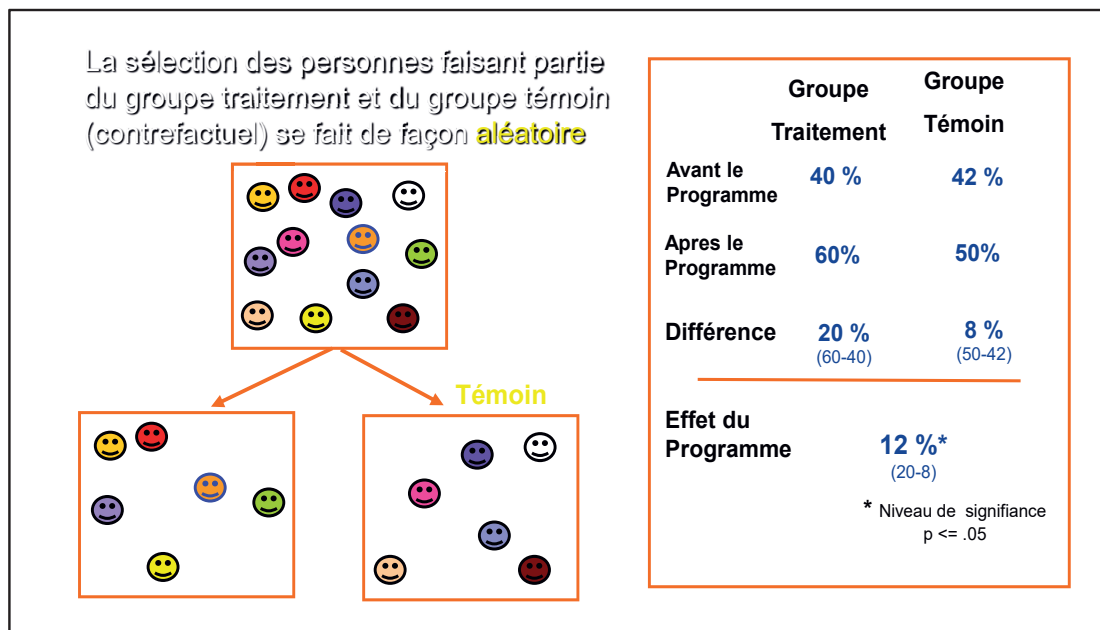 La sélection des personnes faisant partie
du groupe traitement et du groupe témoin
(contrefactuel) se fait de façon aléatoire
Témoin
Groupe
Traitement
Groupe
Témoin
Avant le
Programme
40 %
42 %
Apres le
Programme
60%
50%
Différence
20 %
8 %
(60-40)
(50-42)
Effet du
Programme
12 %*
(20-8)
* Niveau de signifiance
p <= .05